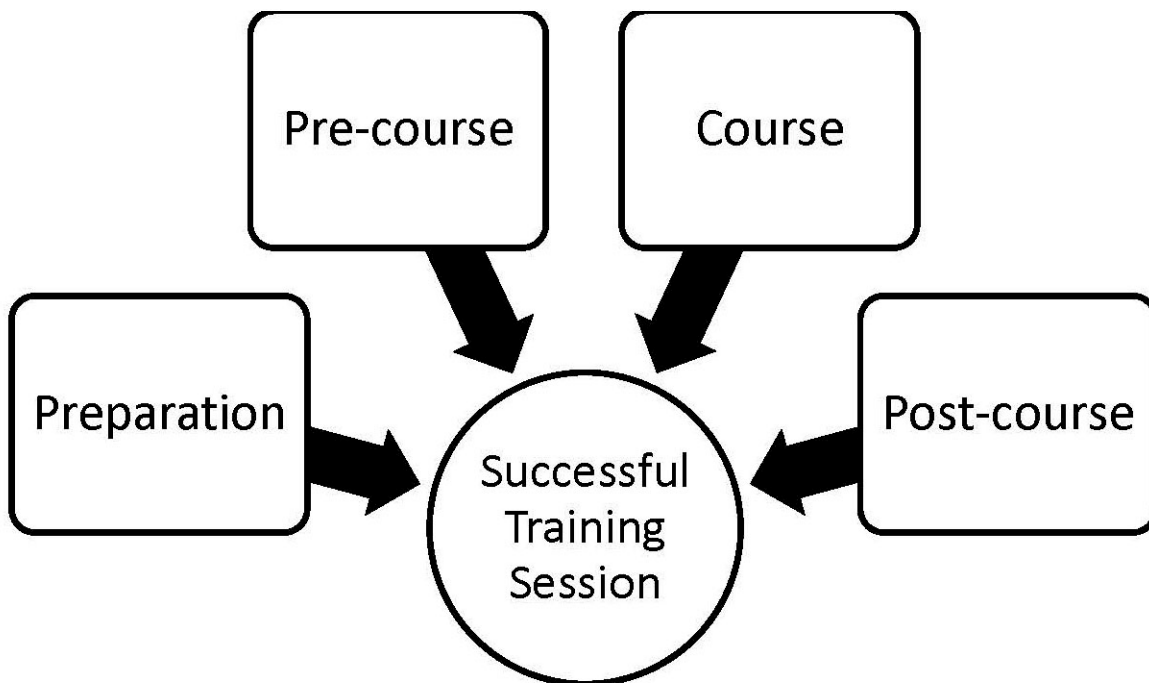 Pre-course
Course
Preparation
Post-course
Successful
Training
Session